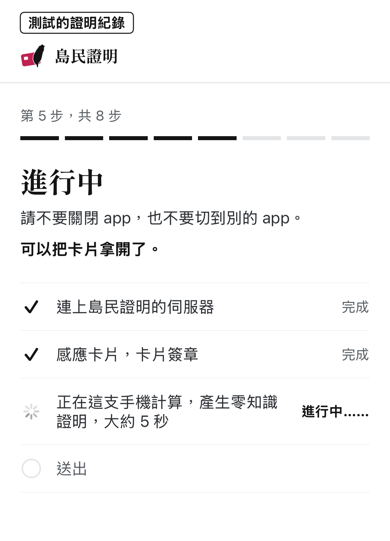 測試的證明紀錄
島民證明
第 5 步，共 8 步
進行中
請不要關閉 app，也不要切到別的 app。
可以把卡片拿開了。
連上島民證明的伺服器
完成
感應卡片，卡片簽章
完成
正在這支手機計算，產生零知識
證明，大約 5 秒
進行中……
送出